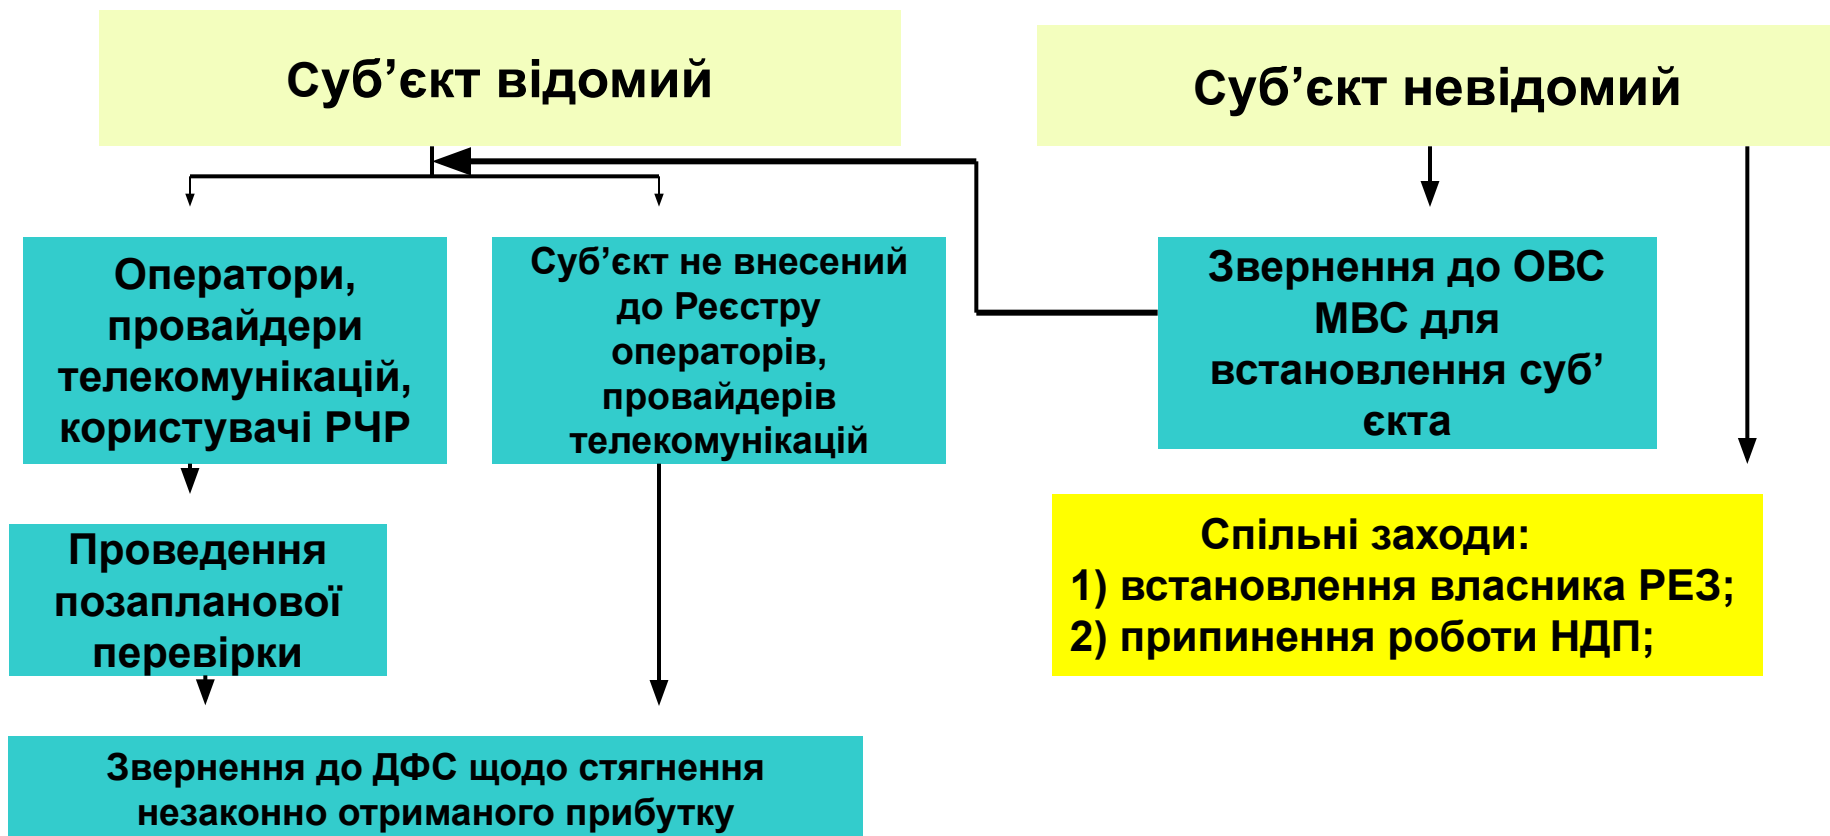 Суб’єкт відомий
Суб’єкт невідомий
Оператори,
провайдери
телекомунікацій,
користувачі РЧР
Суб’єкт не внесений
до Реєстру
операторів,
провайдерів
телекомунікацій
Звернення до ОВС
МВС для
встановлення суб’
єкта
Проведення
позапланової
перевірки
Спільні заходи:
1) встановлення власника РЕЗ;
2) припинення роботи НДП;
Звернення до ДФС щодо стягнення
незаконно отриманого прибутку